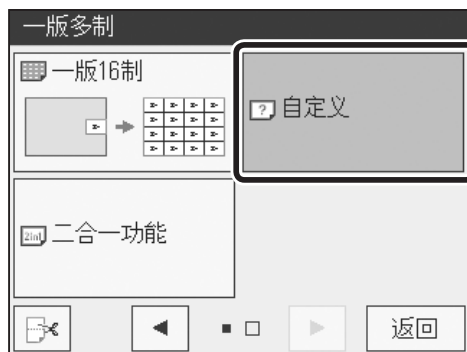 一版多制
一版16制
? 自定义
2in1 二合一功能
返回